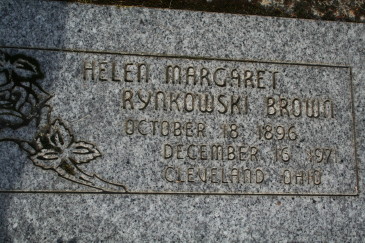 HELEN MARGARET
RYNKOWSKI BROWN
OCTOBER 18 1896
DECEMBER 16 1971
CLEVELAND OHIO